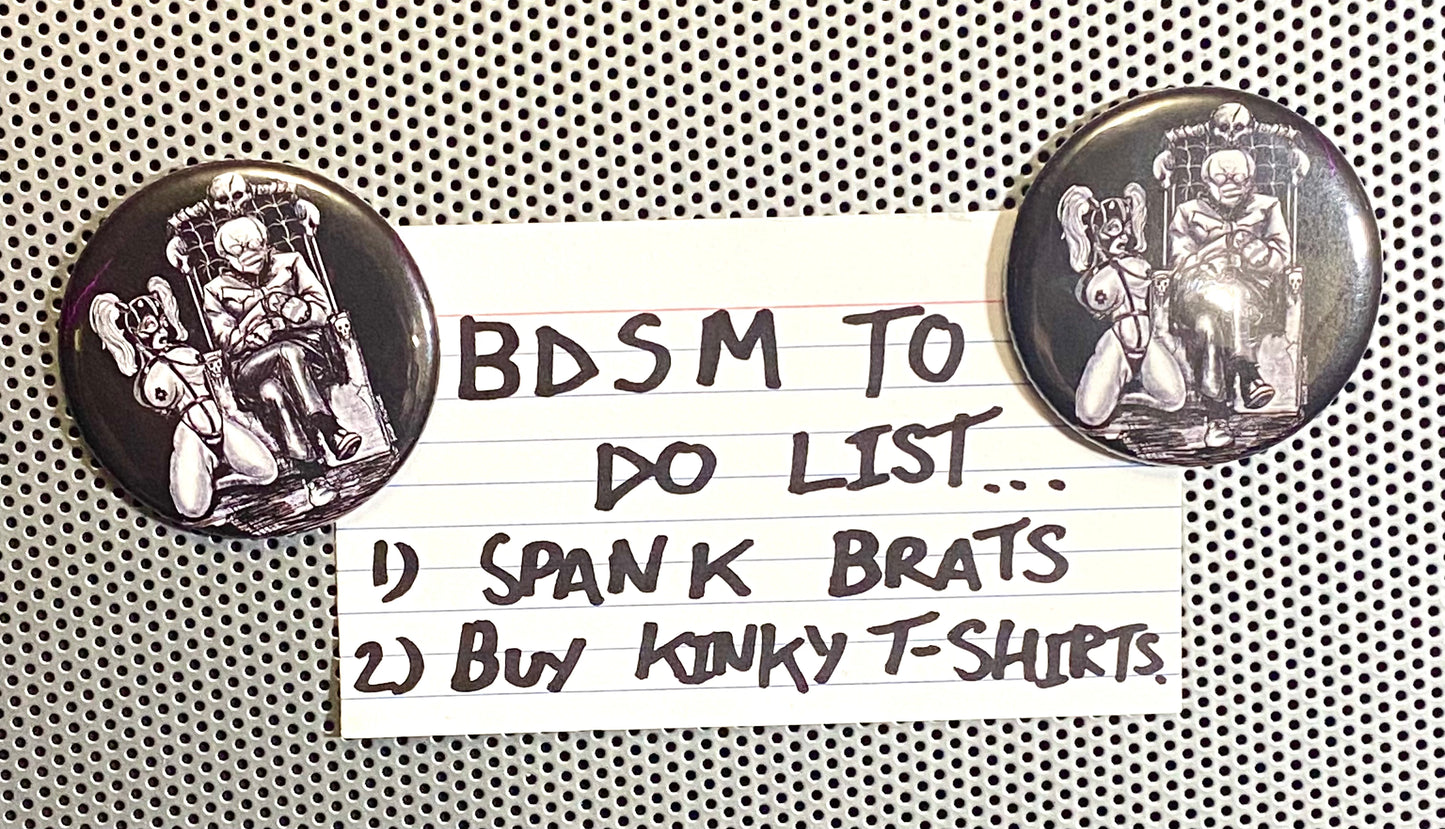 BDSM TO
DO LIST...
1) SPANK BRATS
2) BUY KINKY T-SHIRTS.